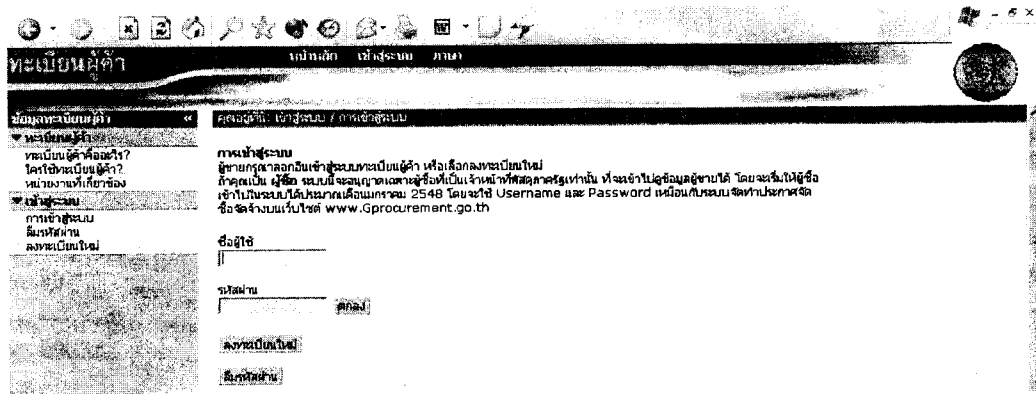 ทะเบียนผู้ค้า
หน้าหลัก เข้าสู่ระบบ ภาษา
ข้อมูลทะเบียนผู้ค้า «
คุณอยู่ที่: เข้าสู่ระบบ / การเข้าสู่ระบบ
ทะเบียนผู้ค้า
ทะเบียนผู้ค้าคืออะไร?
ใครใช้ทะเบียนผู้ค้า?
หน่วยงานที่เกี่ยวข้อง
เข้าสู่ระบบ
การเข้าสู่ระบบ
ลืมรหัสผ่าน
ลงทะเบียนใหม่
การเข้าสู่ระบบ
ผู้ขายกรุณาลอกอินเข้าสู่ระบบทะเบียนผู้ค้า หรือเลือกลงทะเบียนใหม่
ถ้าคุณเป็น ผู้ซื้อ ระบบนี้จะอนุญาตเฉพาะผู้ซื้อที่เป็นเจ้าหน้าที่พัสดุภาครัฐเท่านั้น ที่จะเข้าไปดูข้อมูลผู้ขายได้ โดยจะเริ่มให้ผู้ซื้อ
เข้าไปในระบบได้ประมาณเดือนมกราคม 2548 โดยจะใช้ Username และ Password เหมือนกับระบบจัดทำประกาศจัด
ซื้อจัดจ้างบนเว็บไซต์ www.Gprocurement.go.th
ชื่อผู้ใช้
รหัสผ่าน
ตกลง
ลงทะเบียนใหม่
ลืมรหัสผ่าน